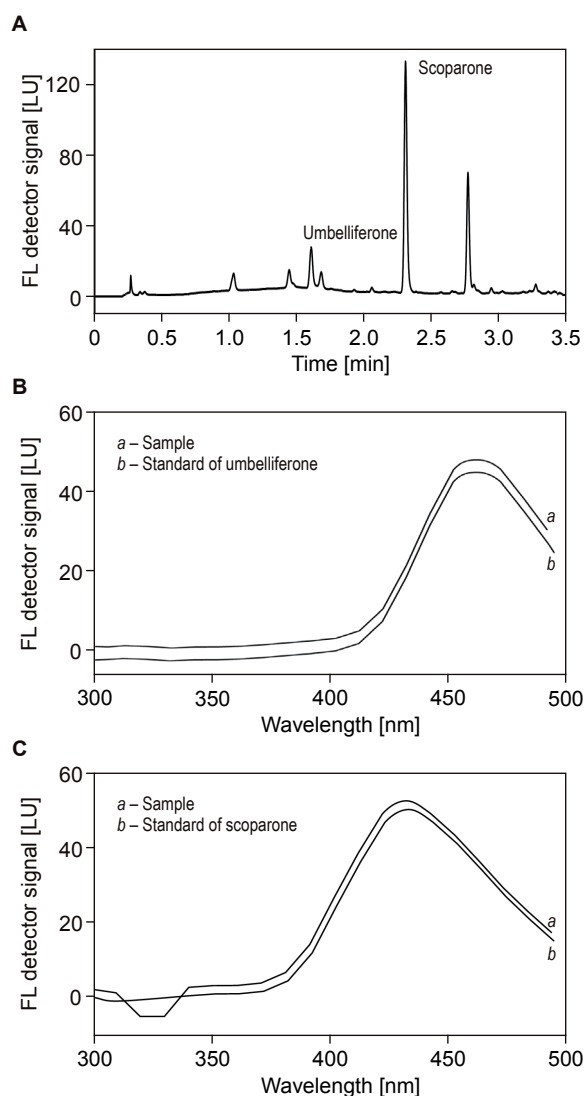 A
FL detector signal [LU]
120
80
40
0
Scoparone
Umbelliferone
0 0.5 1.0 1.5 2.0 2.5 3.0 3.5
Time [min]
B
FL detector signal [LU]
60
40
20
0
a – Sample
b – Standard of umbelliferone
a
b
300 350 400 450 500
Wavelength [nm]
C
FL detector signal [LU]
60
40
20
0
a – Sample
b – Standard of scoparone
a
b
300 350 400 450 500
Wavelength [nm]